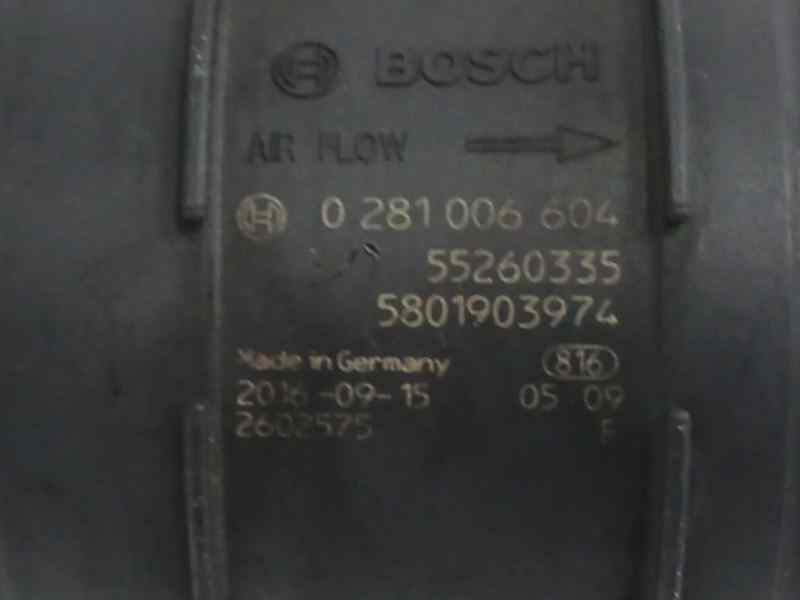 BOSCH
AIR FLOW
0 281 006 604
55260335
5801903974
Made in Germany 816
2016-09-15 05 09
2602575 F